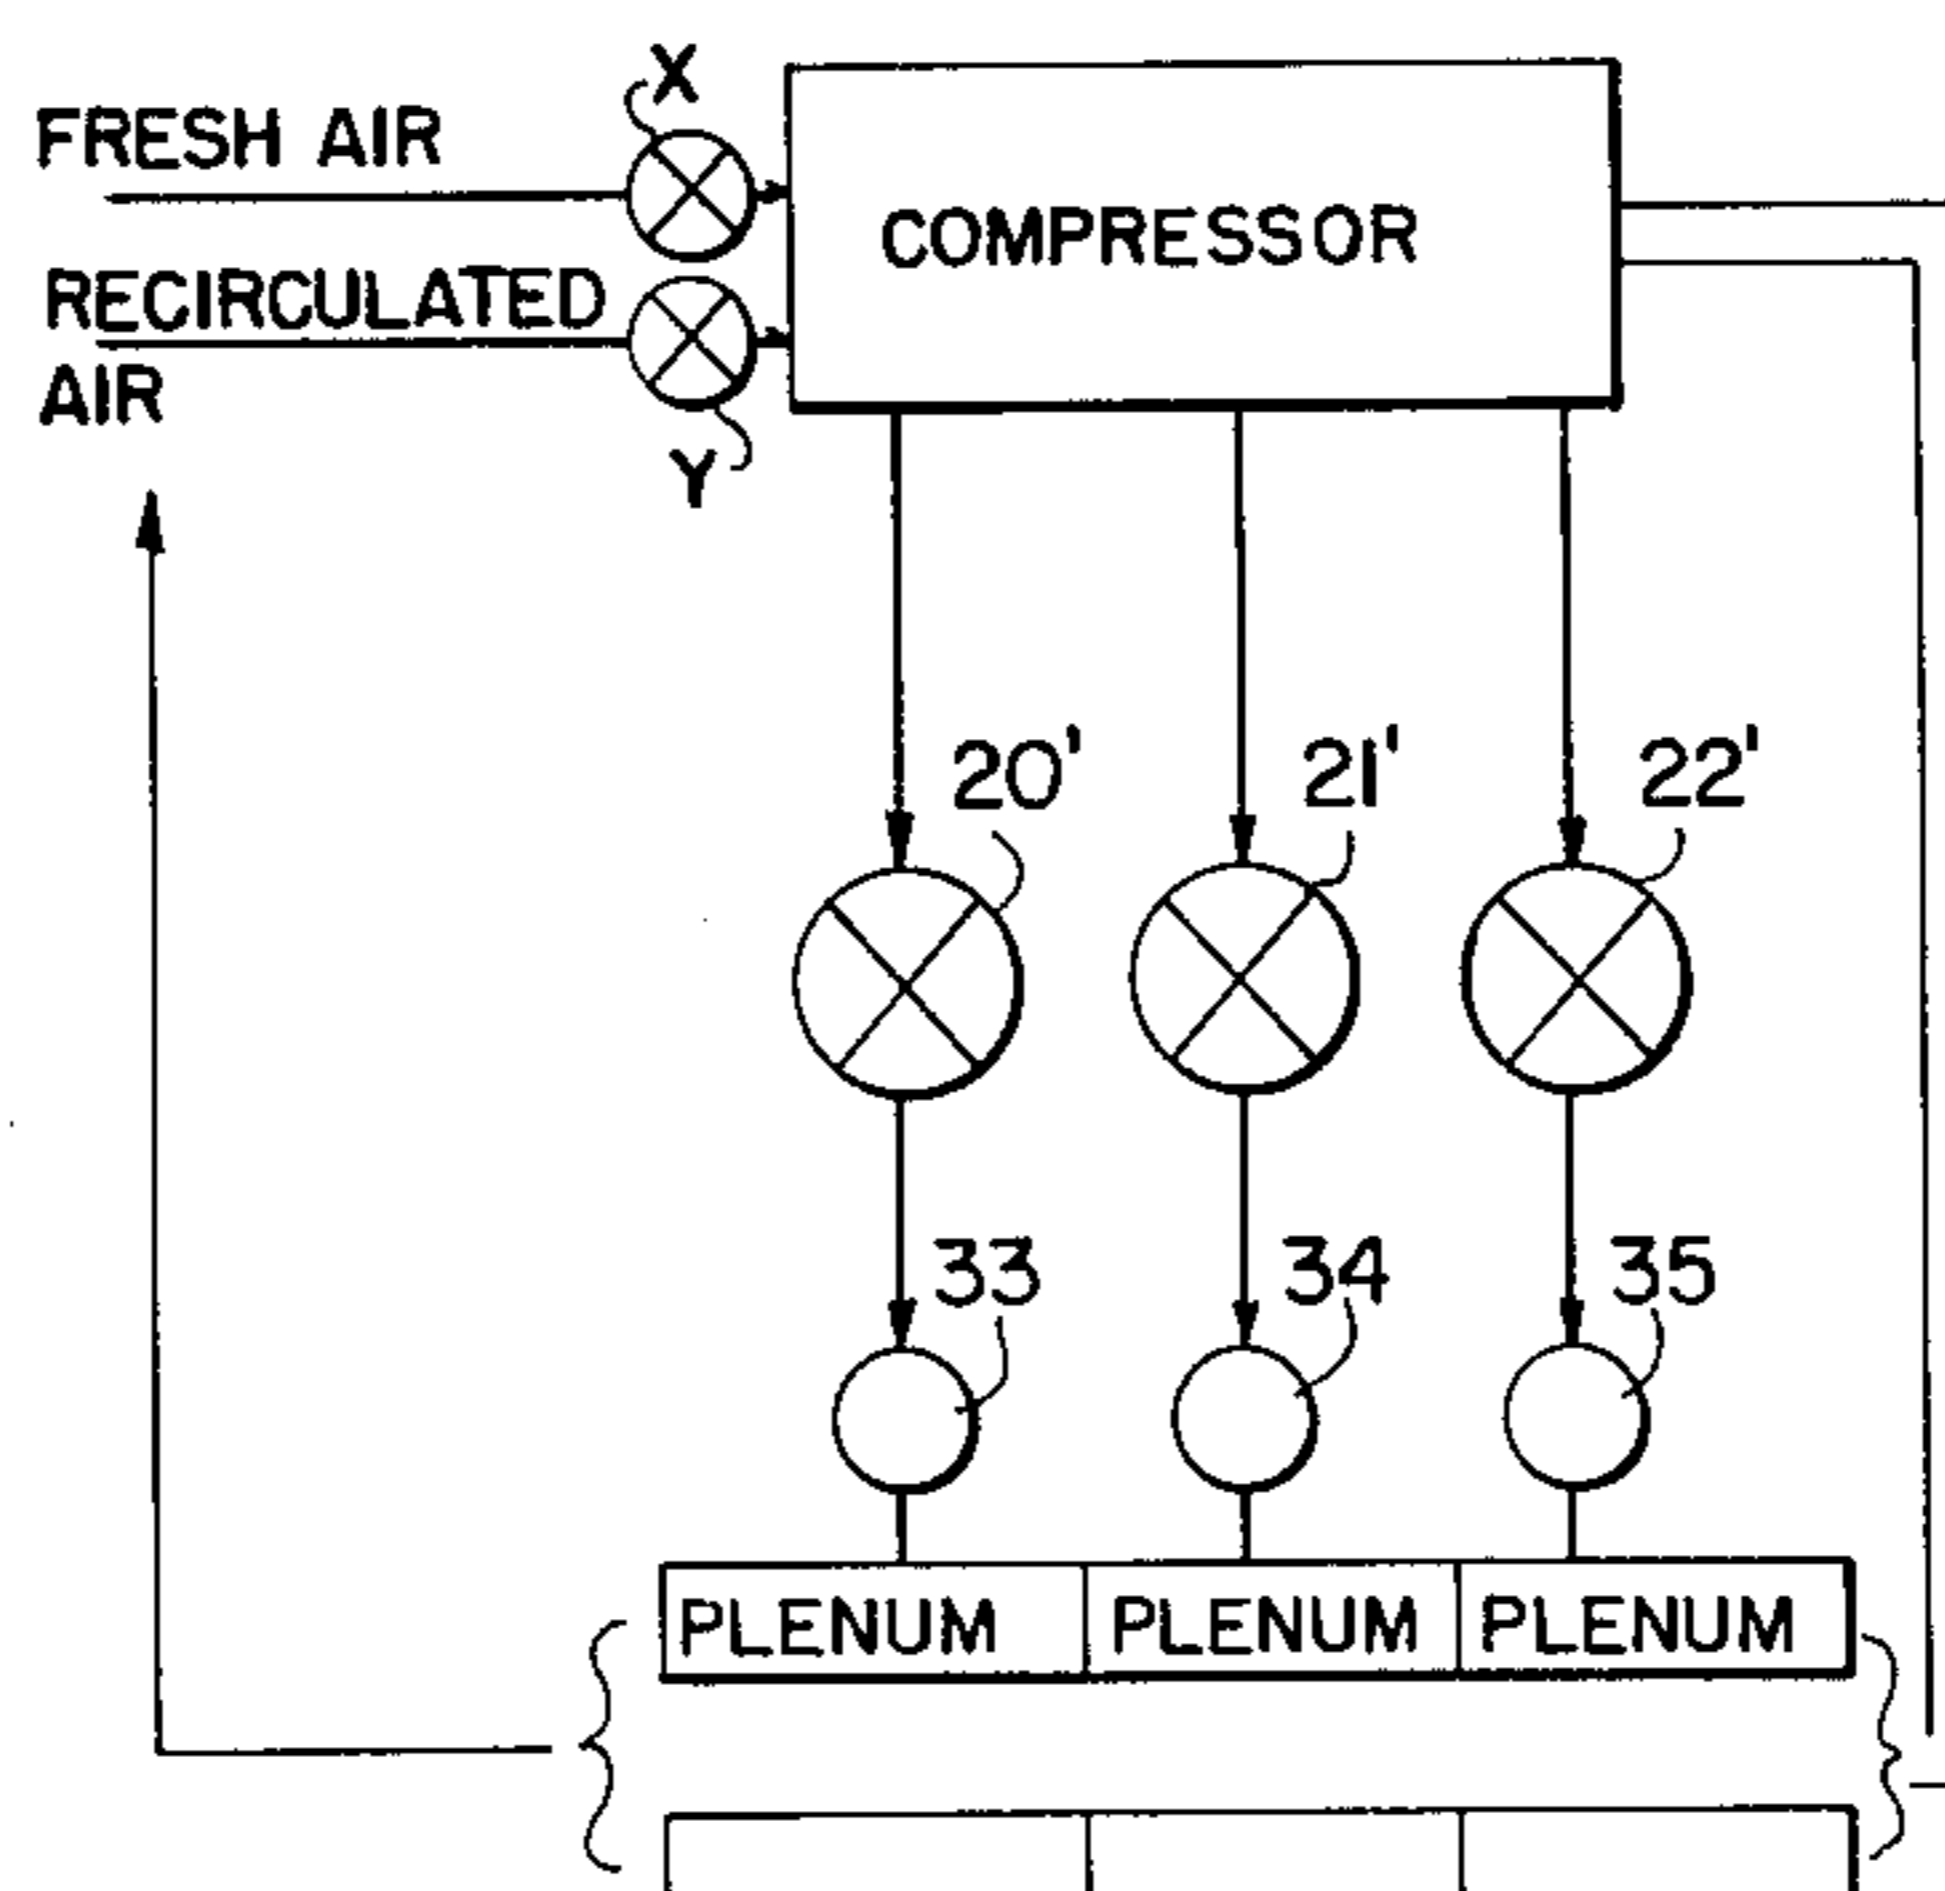 X
FRESH AIR
COMPRESSOR
RECIRCULATED
AIR
Y
20' 21' 22'
33 34 35
PLENUM PLENUM PLENUM